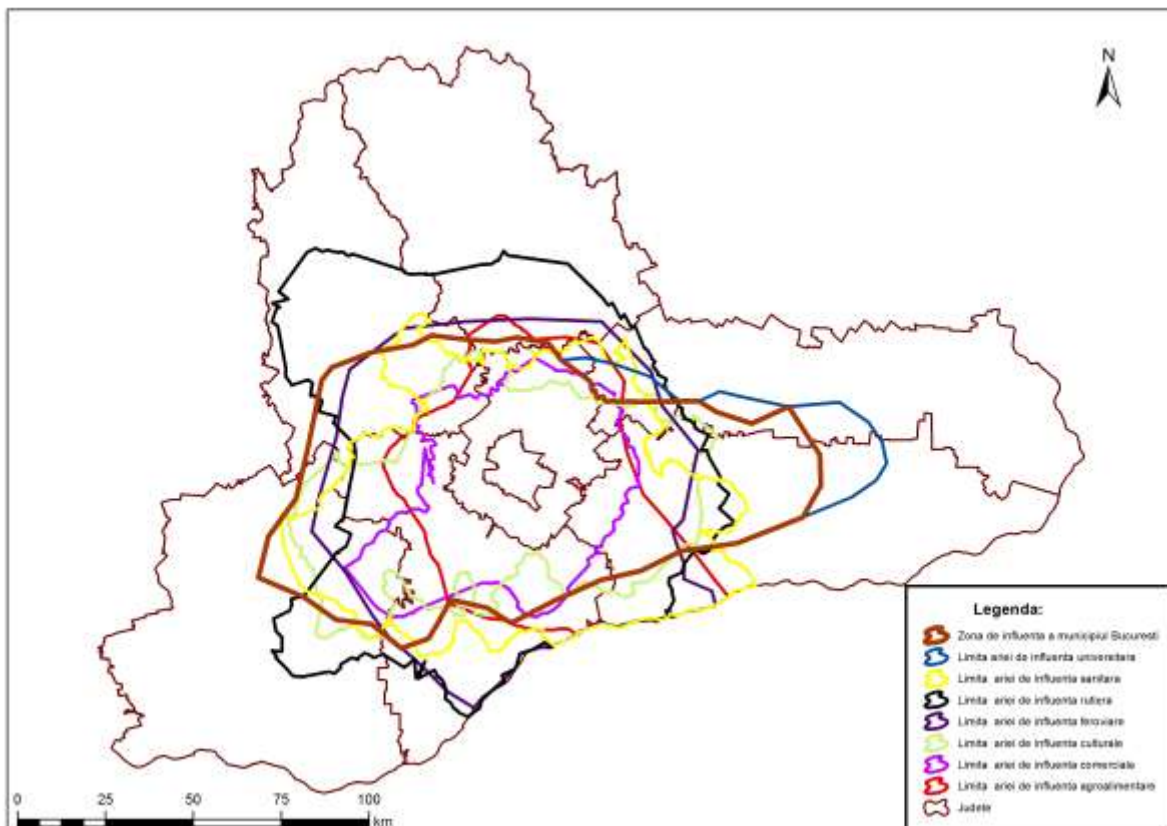 N
Legenda:
Zona de influenta a municipiul Bucuresti
Limita ariei de influenta universitara
Limita ariei de influenta sanitara
Limita ariei de influenta rutiera
Limita ariei de influenta feroviare
Limita ariei de influenta culturale
Limita ariei de influenta comerciale
Limita ariei de influenta agroalimentare
Judete
0 25 50 75 100
km